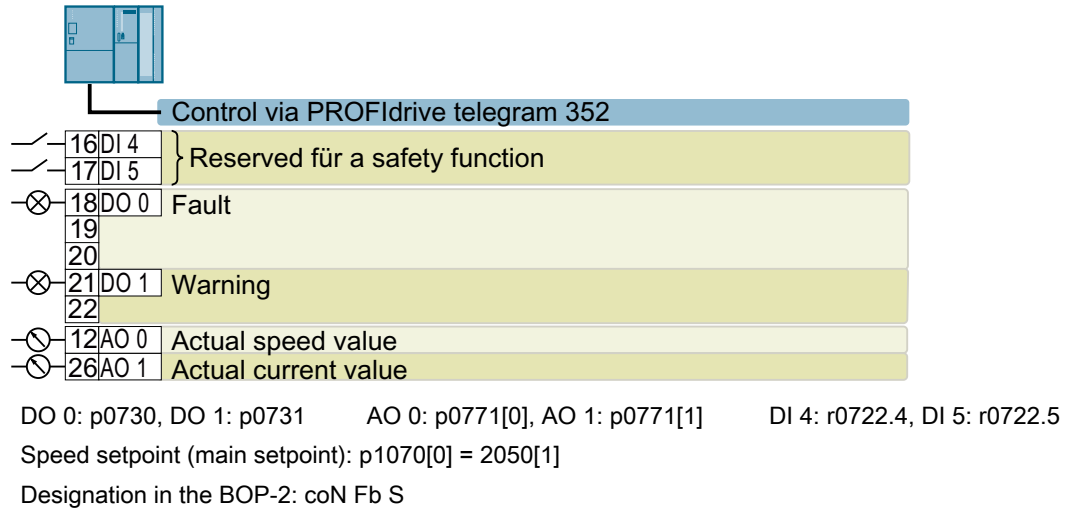 Control via PROFIdrive telegram 352
16 DI 4
17 DI 5
Reserved für a safety function
18 DO 0 Fault
19
20
21 DO 1 Warning
22
12 AO 0 Actual speed value
26 AO 1 Actual current value
DO 0: p0730, DO 1: p0731 AO 0: p0771[0], AO 1: p0771[1] DI 4: r0722.4, DI 5: r0722.5
Speed setpoint (main setpoint): p1070[0] = 2050[1]
Designation in the BOP-2: coN Fb S